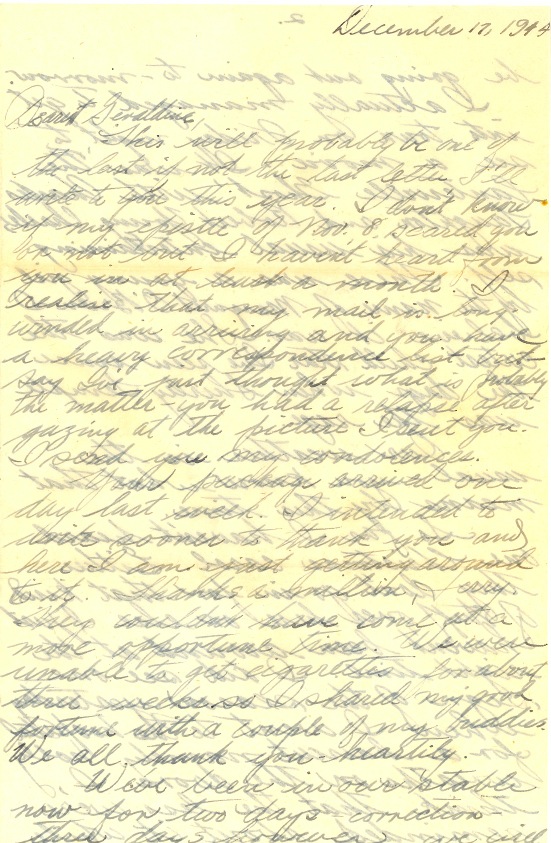 December 17, 1944
Dearest Geraldine,
This will probably be one of
the last if not the last letter I'll
write to you this year. I don't know
if my epistle of Nov. 8 scared you
or not but I haven't heard from
you in at least a month. I
realize that my mail is long-
winded in arriving and you have
a heavy correspondence list but
say I've just thought what is probably
the matter - you had a relapse after
gazing at the picture I sent you.
I send you my condolences.
Your package arrived one
day last week. I intended to
write sooner to thank you and
here I am just getting around
to it. Thanks a million, Jerry.
They couldn't have come at a
more opportune time. We were
unable to get cigarettes for about
three weeks so I shared my good
fortune with a couple of my buddies.
We all thank you heartily.
We've been in our stable
now for two days - correction -
three days however we will